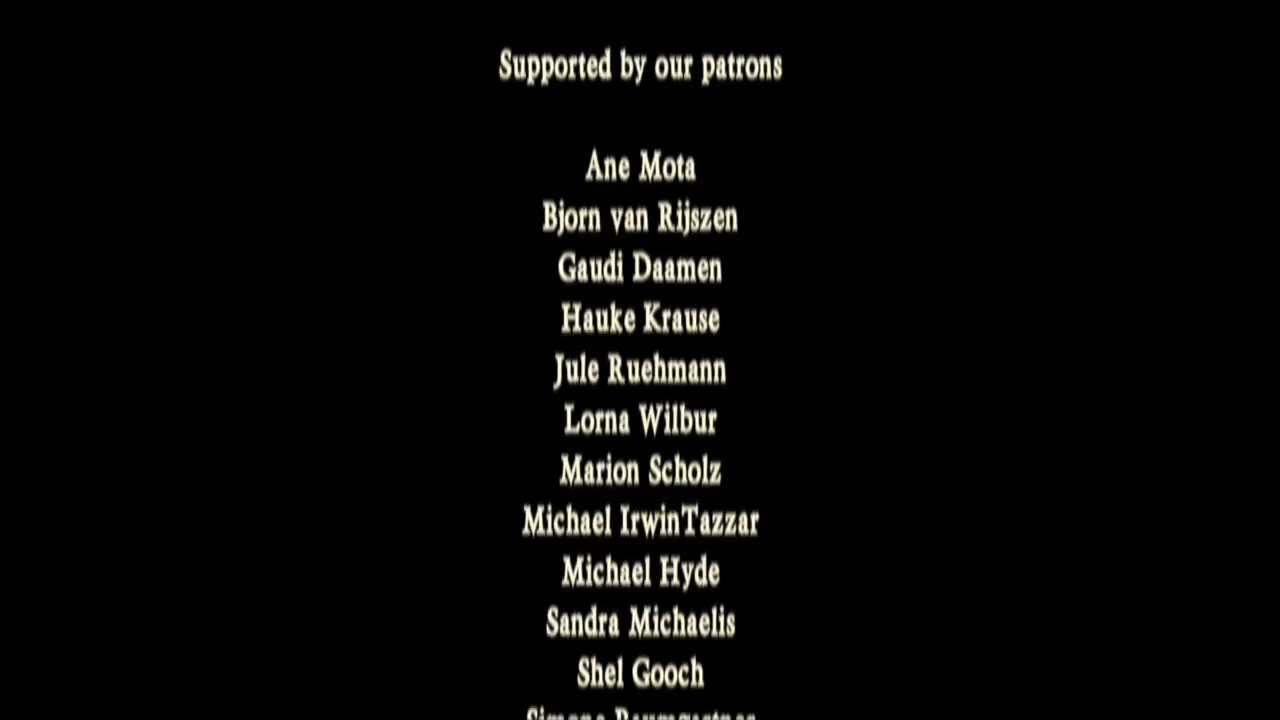 Supported by our patrons
Ane Mota
Bjorn van Rijszen
Gaudi Daamen
Hauke Krause
Jule Ruehmann
Lorna Wilbur
Marion Scholz
Michael IrwinTazzar
Michael Hyde
Sandra Michaelis
Shel Gooch